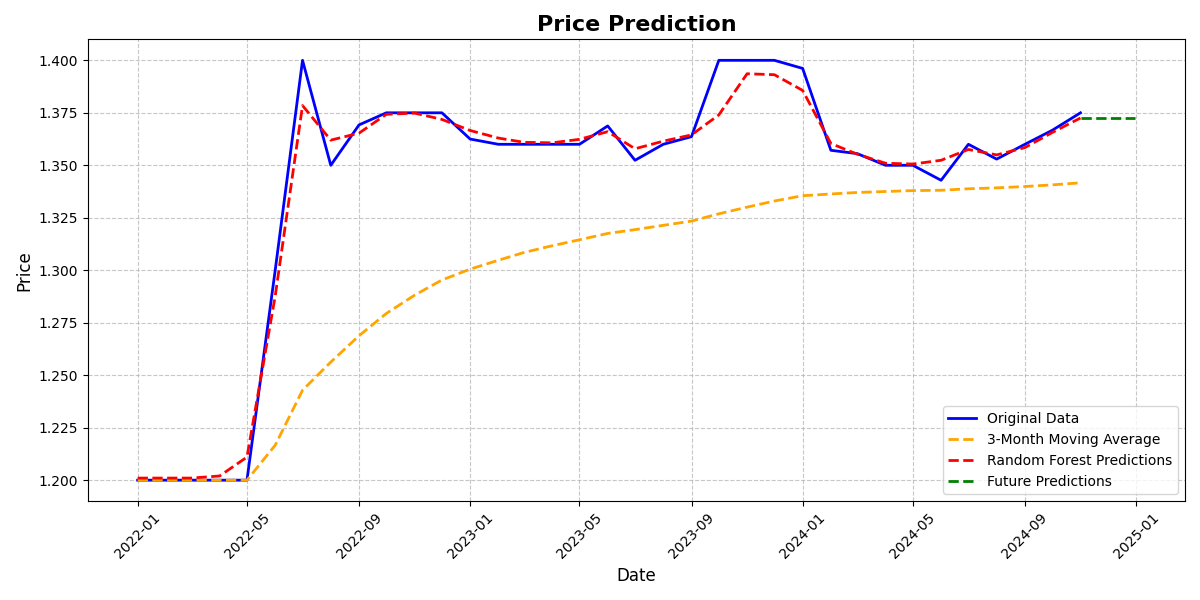 Price Prediction
1.400
1.375
1.350
1.325
1.300
1.275
1.250
1.225
1.200
Price
Original Data
3-Month Moving Average
Random Forest Predictions
Future Predictions
2022-01
2022-05
2022-09
2023-01
2023-05
2023-09
2024-01
2024-05
2024-09
2025-01
Date